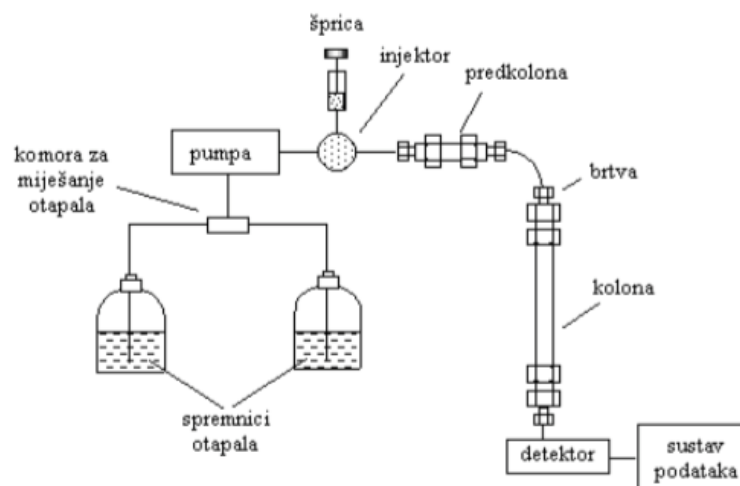 šprica
injektor
predkolona
pumpa
komora za
miješanje
otapala
brtva
kolona
spremnici
otapala
detektor
sustav
podataka